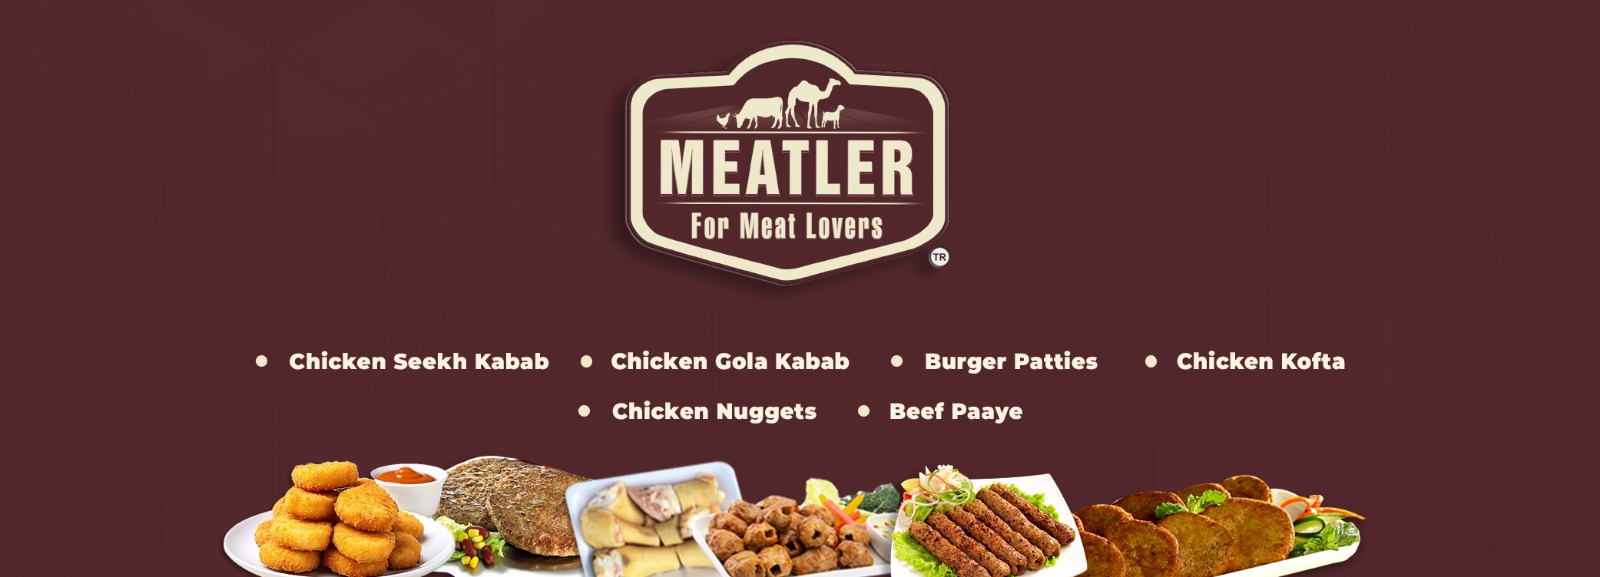 MEATLER
For Meat Lovers
TR
• Chicken Seekh Kabab • Chicken Gola Kabab • Burger Patties • Chicken Kofta
• Chicken Nuggets • Beef Paaye